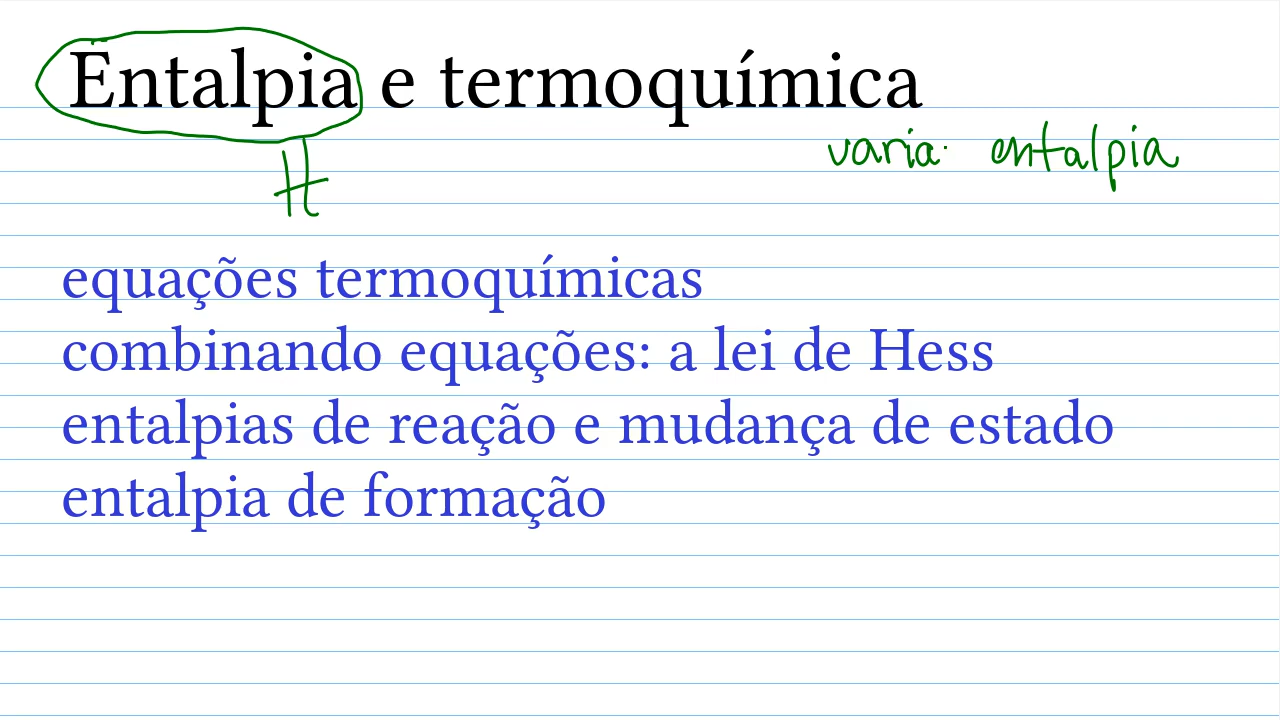 Entalpia e termoquímica
varia. entalpia
H
equações termoquímicas
combinando equações: a lei de Hess
entalpias de reação e mudança de estado
entalpia de formação